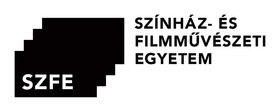 SZFE
SZÍNHÁZ- ÉS
FILMMŰVÉSZETI
EGYETEM